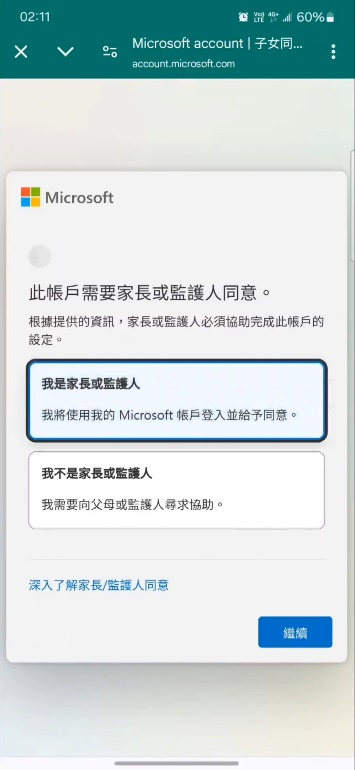 02:11
Vo) LTE 4G+ 60%
Microsoft account | 子女同...
account.microsoft.com
Microsoft
此帳戶需要家長或監護人同意。
根據提供的資訊，家長或監護人必須協助完成此帳戶的
設定。
我是家長或監護人
我將使用我的 Microsoft 帳戶登入並給予同意。
我不是家長或監護人
我需要向父母或監護人尋求協助。
深入了解家長/監護人同意
繼續